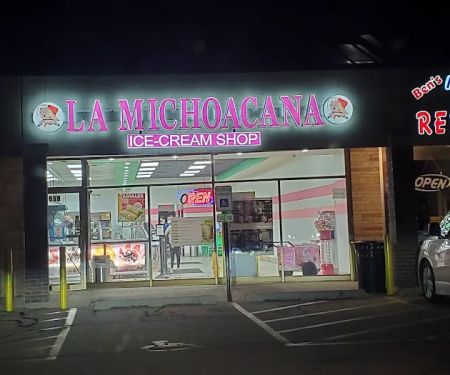 LA MICHOACANA
ICE-CREAM SHOP
Ben's
RE
OPEN
OPEN